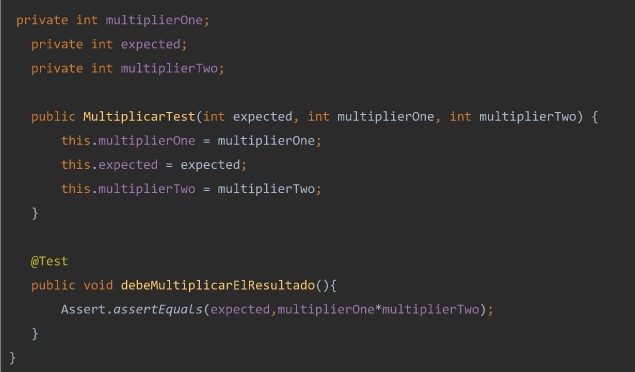 private int multiplierOne;
private int expected;
private int multiplierTwo;
public MultiplicarTest(int expected, int multiplierOne, int multiplierTwo) {
this.multiplierOne = multiplierOne;
this.expected = expected;
this.multiplierTwo = multiplierTwo;
}
@Test
public void debeMultiplicarElResultado(){
Assert.assertEquals(expected,multiplierOne*multiplierTwo);
}
}